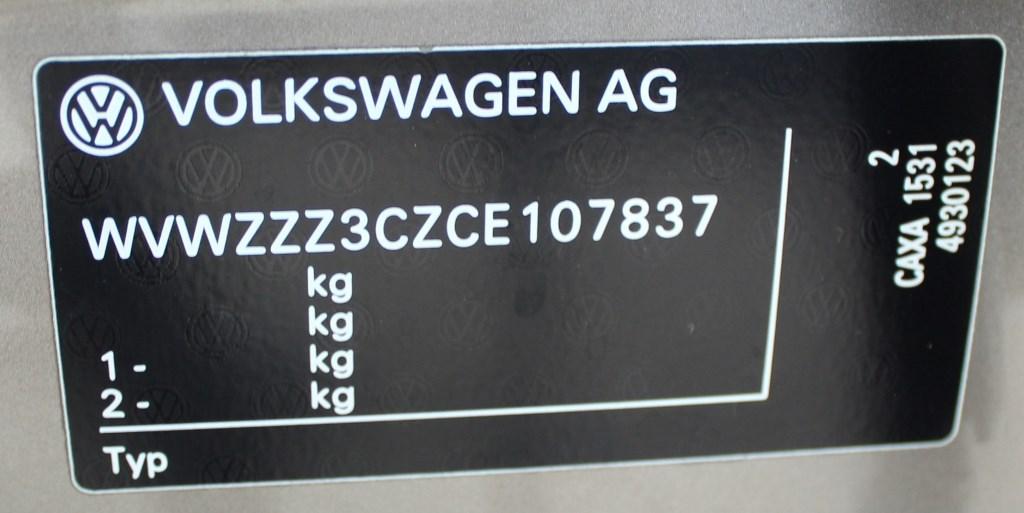 VOLKSWAGEN AG
WVWZZZ3CZCE107837
kg
kg
1 - kg
2 - kg
Typ
2
CAXA 1531
4930123